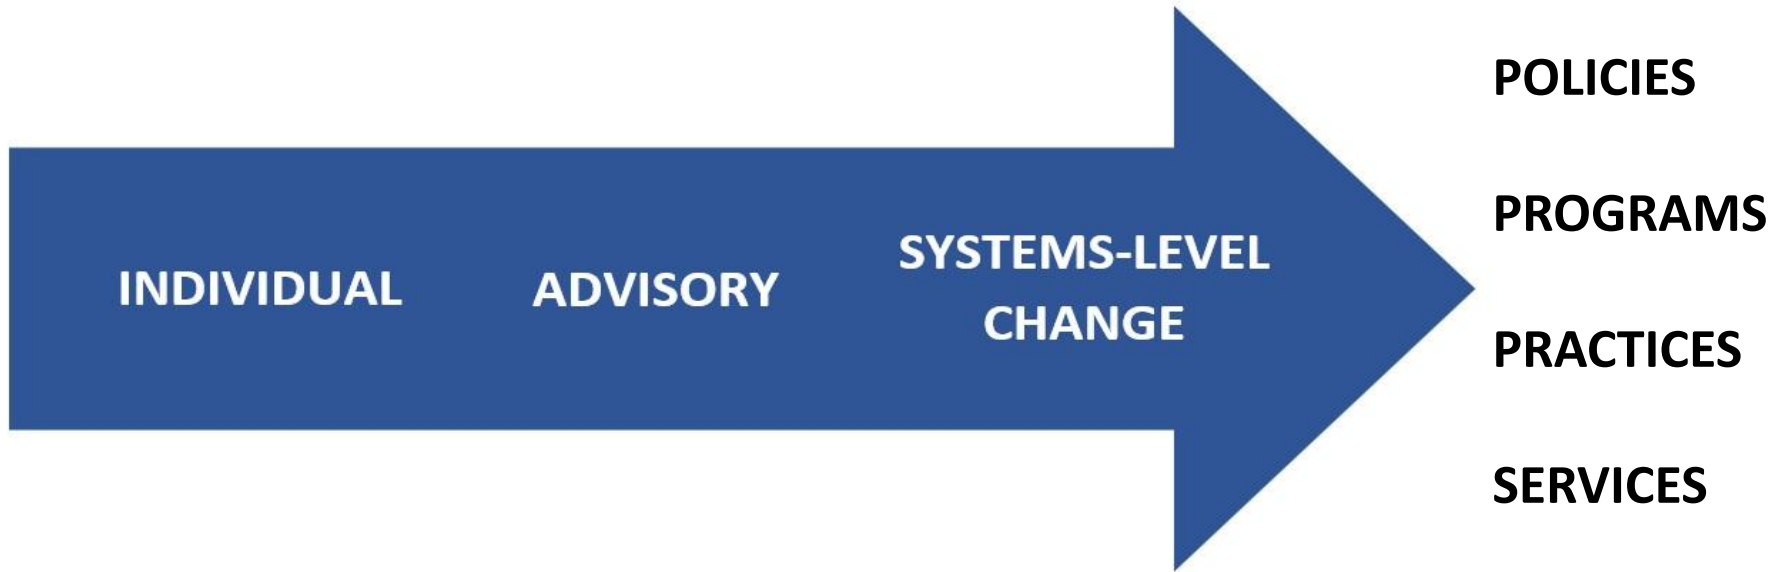 INDIVIDUAL
ADVISORY
SYSTEMS-LEVEL
CHANGE
POLICIES
PROGRAMS
PRACTICES
SERVICES